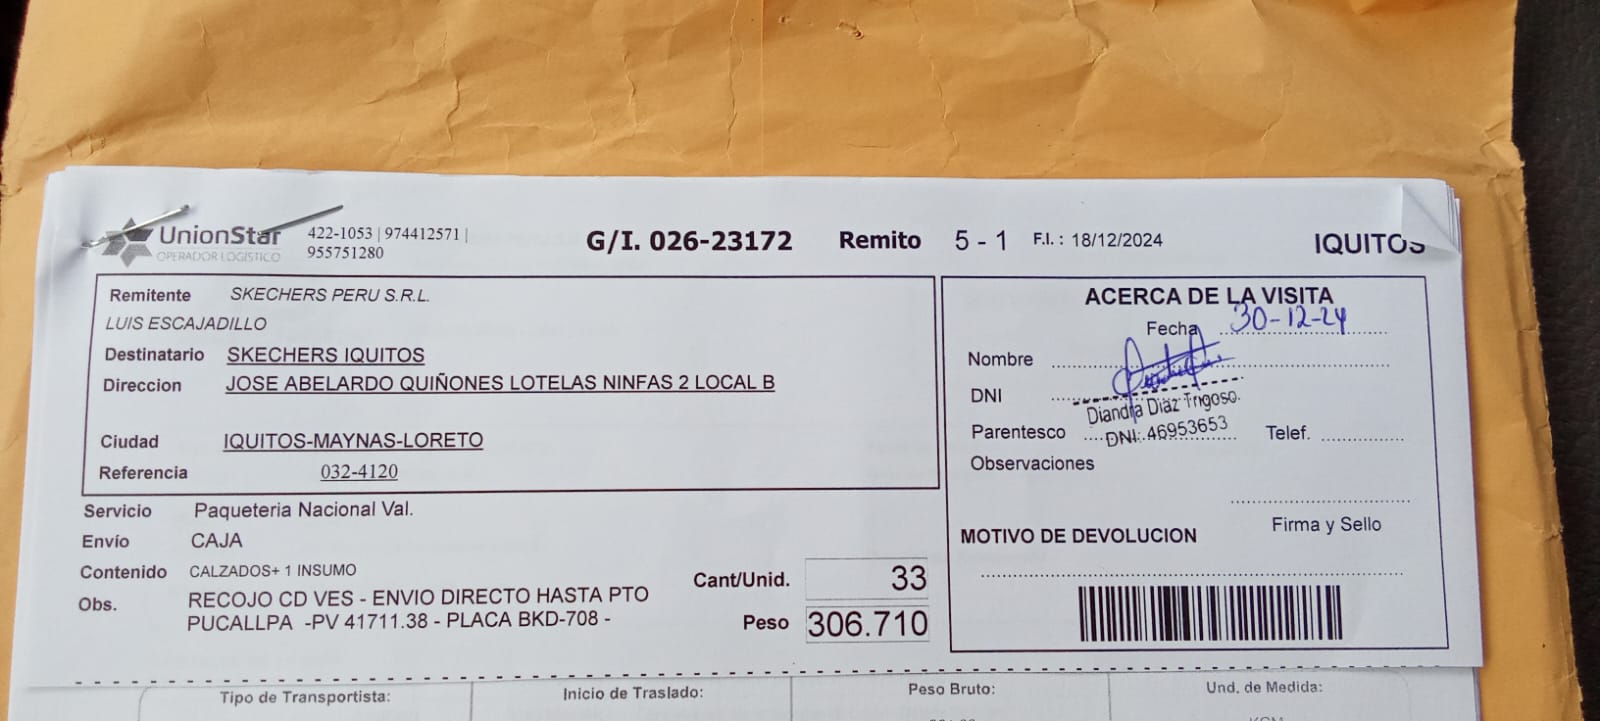 UnionStar
OPERADOR LOGÍSTICO
422-1053 | 974412571 |
955751280
G/I. 026-23172 Remito 5 - 1 F.I. : 18/12/2024 IQUITOS
Remitente SKECHERS PERU S.R.L.
LUIS ESCAJADILLO
Destinatario SKECHERS IQUITOS
Direccion JOSE ABELARDO QUIÑONES LOTELAS NINFAS 2 LOCAL B
Ciudad IQUITOS-MAYNAS-LORETO
Referencia 032-4120
Servicio Paqueteria Nacional Val.
Envío CAJA
Contenido CALZADOS+ 1 INSUMO
Obs. RECOJO CD VES - ENVIO DIRECTO HASTA PTO
PUCALLPA -PV 41711.38 - PLACA BKD-708 -
Cant/Unid. 33
Peso 306.710
ACERCA DE LA VISITA
Fecha 30-12-24
Nombre
DNI
Diandra Diaz Trigoso.
Parentesco DNI: 46953653 Telef.
Observaciones
Firma y Sello
MOTIVO DE DEVOLUCION
Tipo de Transportista: Inicio de Traslado: Peso Bruto: Und. de Medida: